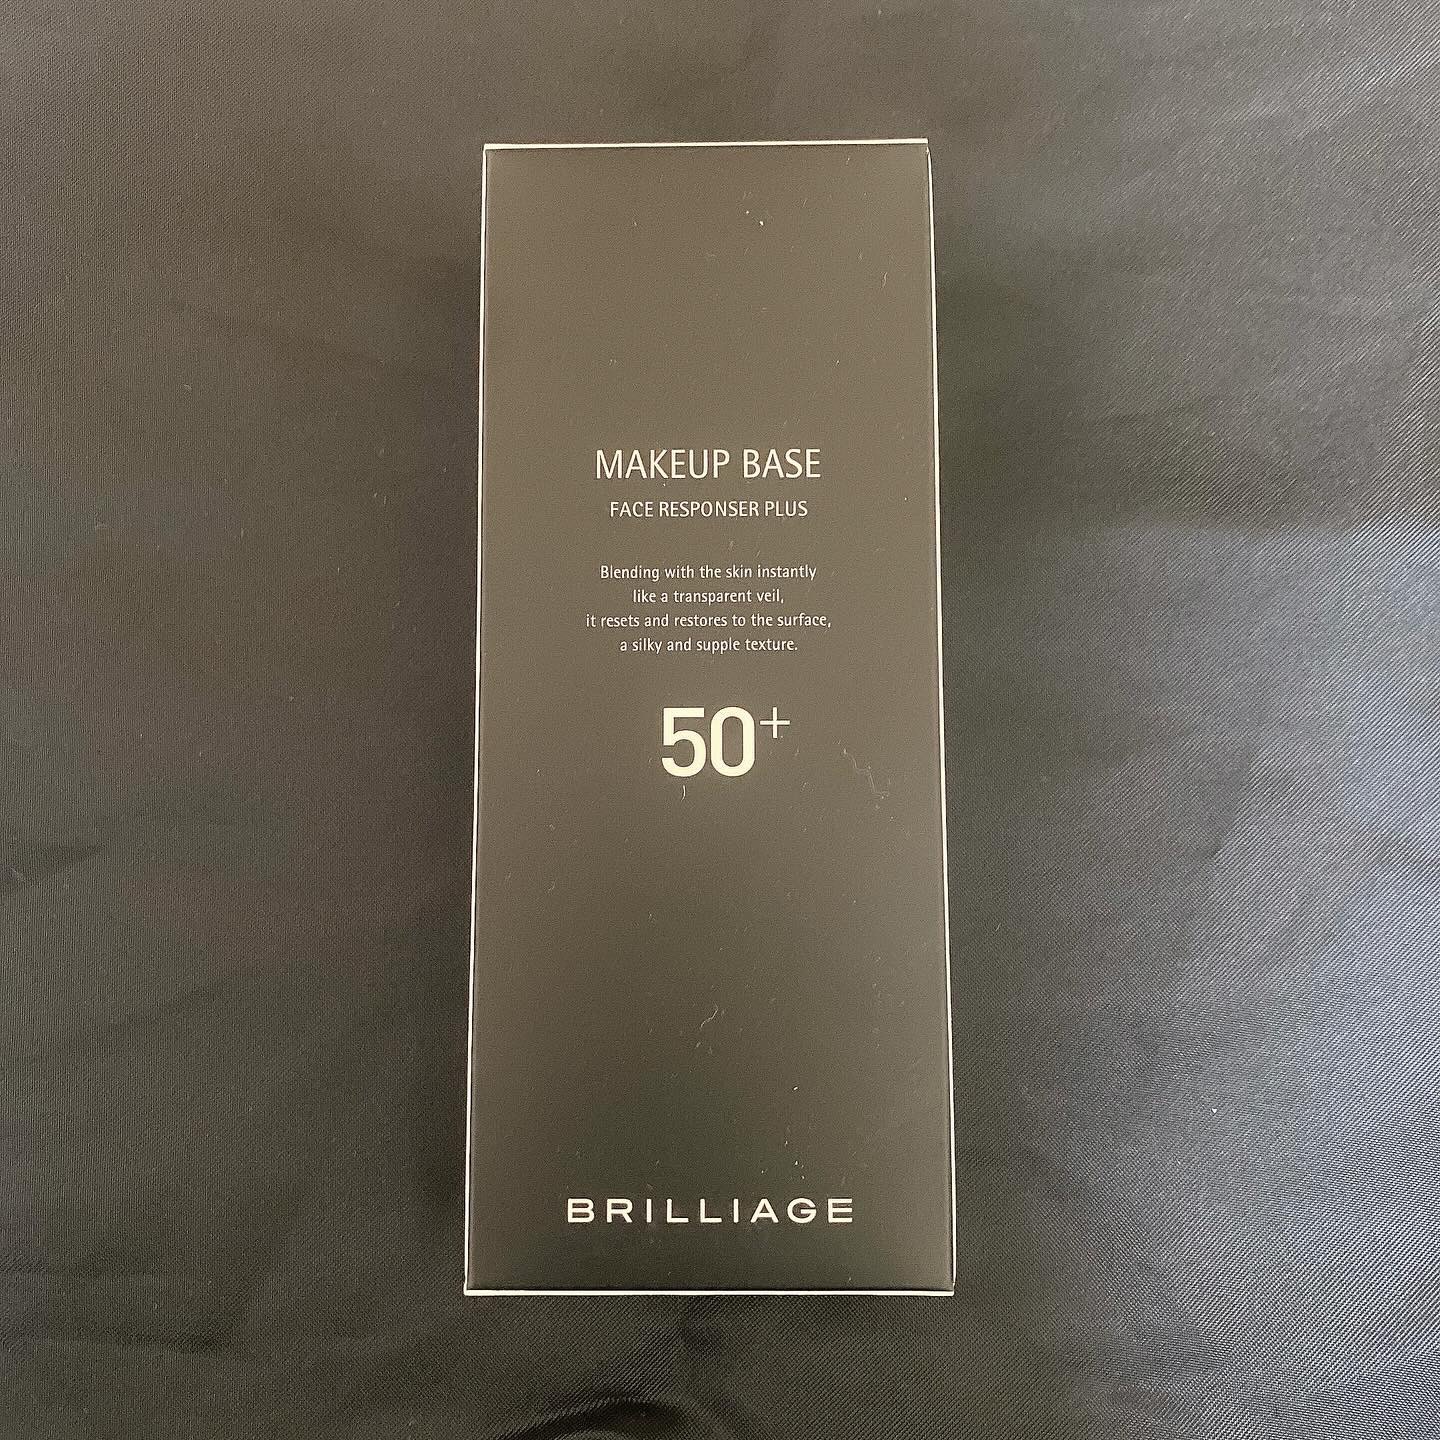 MAKEUP BASE
FACE RESPONSER PLUS
Blending with the skin instantly
like a transparent veil,
it resets and restores to the surface,
a silky and supple texture.
50+
BRILLIAGE